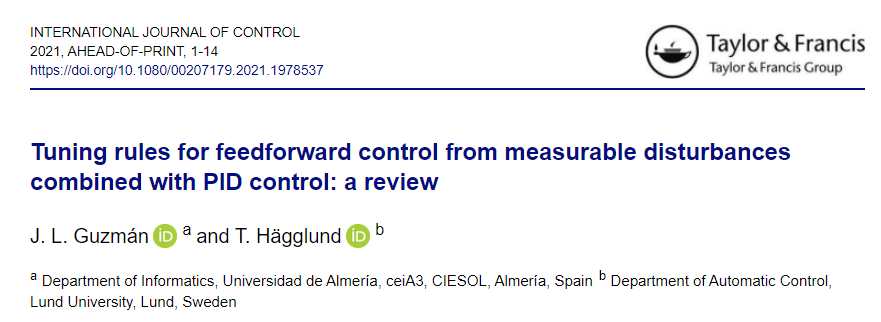 INTERNATIONAL JOURNAL OF CONTROL
2021, AHEAD-OF-PRINT, 1-14
https://doi.org/10.1080/00207179.2021.1978537
Taylor & Francis
Taylor & Francis Group
Tuning rules for feedforward control from measurable disturbances
combined with PID control: a review
J. L. Guzmán iD a and T. Hägglund iD b
a Department of Informatics, Universidad de Almería, ceiA3, CIESOL, Almería, Spain b Department of Automatic Control,
Lund University, Lund, Sweden